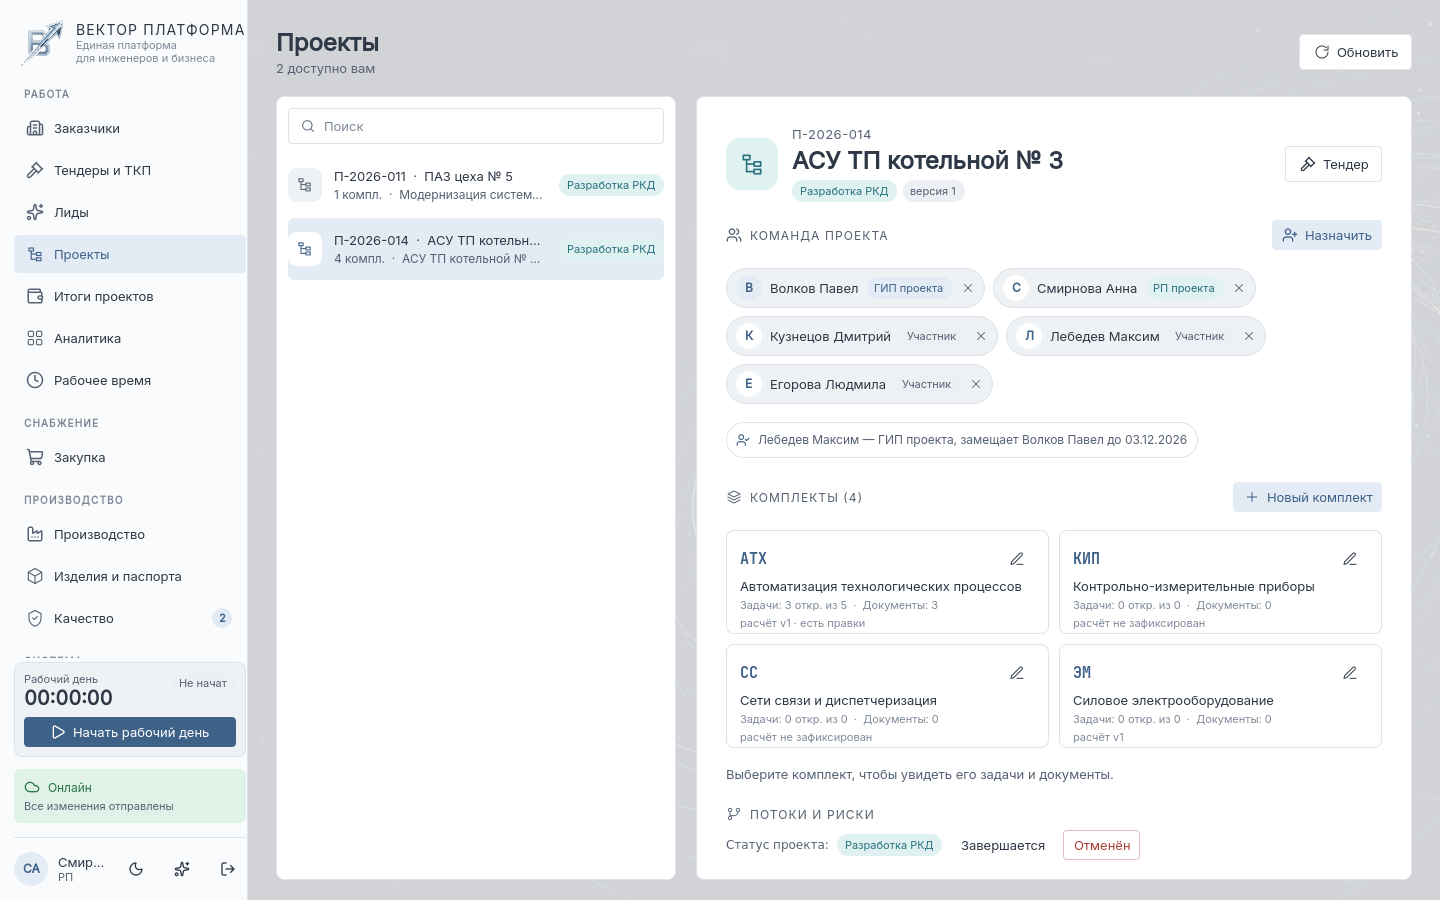 ВЕКТОР ПЛАТФОРМА
Единая платформа
для инженеров и бизнеса
РАБОТА
Заказчики
Тендеры и ТКП
Лиды
Проекты
Итоги проектов
Аналитика
Рабочее время
СНАБЖЕНИЕ
Закупка
ПРОИЗВОДСТВО
Производство
Изделия и паспорта
Качество 2
Рабочий день
Не начат
00:00:00
Начать рабочий день
Онлайн
Все изменения отправлены
СА
Смир...
РП
Проекты
2 доступно вам
Обновить
Поиск
П-2026-011 · ПАЗ цеха № 5
1 компл. · Модернизация систем...
Разработка РКД
П-2026-014 · АСУ ТП котельн...
4 компл. · АСУ ТП котельной № ...
Разработка РКД
П-2026-014
АСУ ТП котельной № 3
Разработка РКД версия 1
Тендер
КОМАНДА ПРОЕКТА
Назначить
В Волков Павел ГИП проекта
С Смирнова Анна РП проекта
К Кузнецов Дмитрий Участник
Л Лебедев Максим Участник
Е Егорова Людмила Участник
Лебедев Максим — ГИП проекта, замещает Волков Павел до 03.12.2026
КОМПЛЕКТЫ (4)
Новый комплект
АТХ
Автоматизация технологических процессов
Задачи: 3 откр. из 5 · Документы: 3
расчёт v1 · есть правки
КИП
Контрольно-измерительные приборы
Задачи: 0 откр. из 0 · Документы: 0
расчёт не зафиксирован
СС
Сети связи и диспетчеризация
Задачи: 0 откр. из 0 · Документы: 0
расчёт не зафиксирован
ЭМ
Силовое электрооборудование
Задачи: 0 откр. из 0 · Документы: 0
расчёт v1
Выберите комплект, чтобы увидеть его задачи и документы.
ПОТОКИ И РИСКИ
Статус проекта: Разработка РКД Завершается Отменён